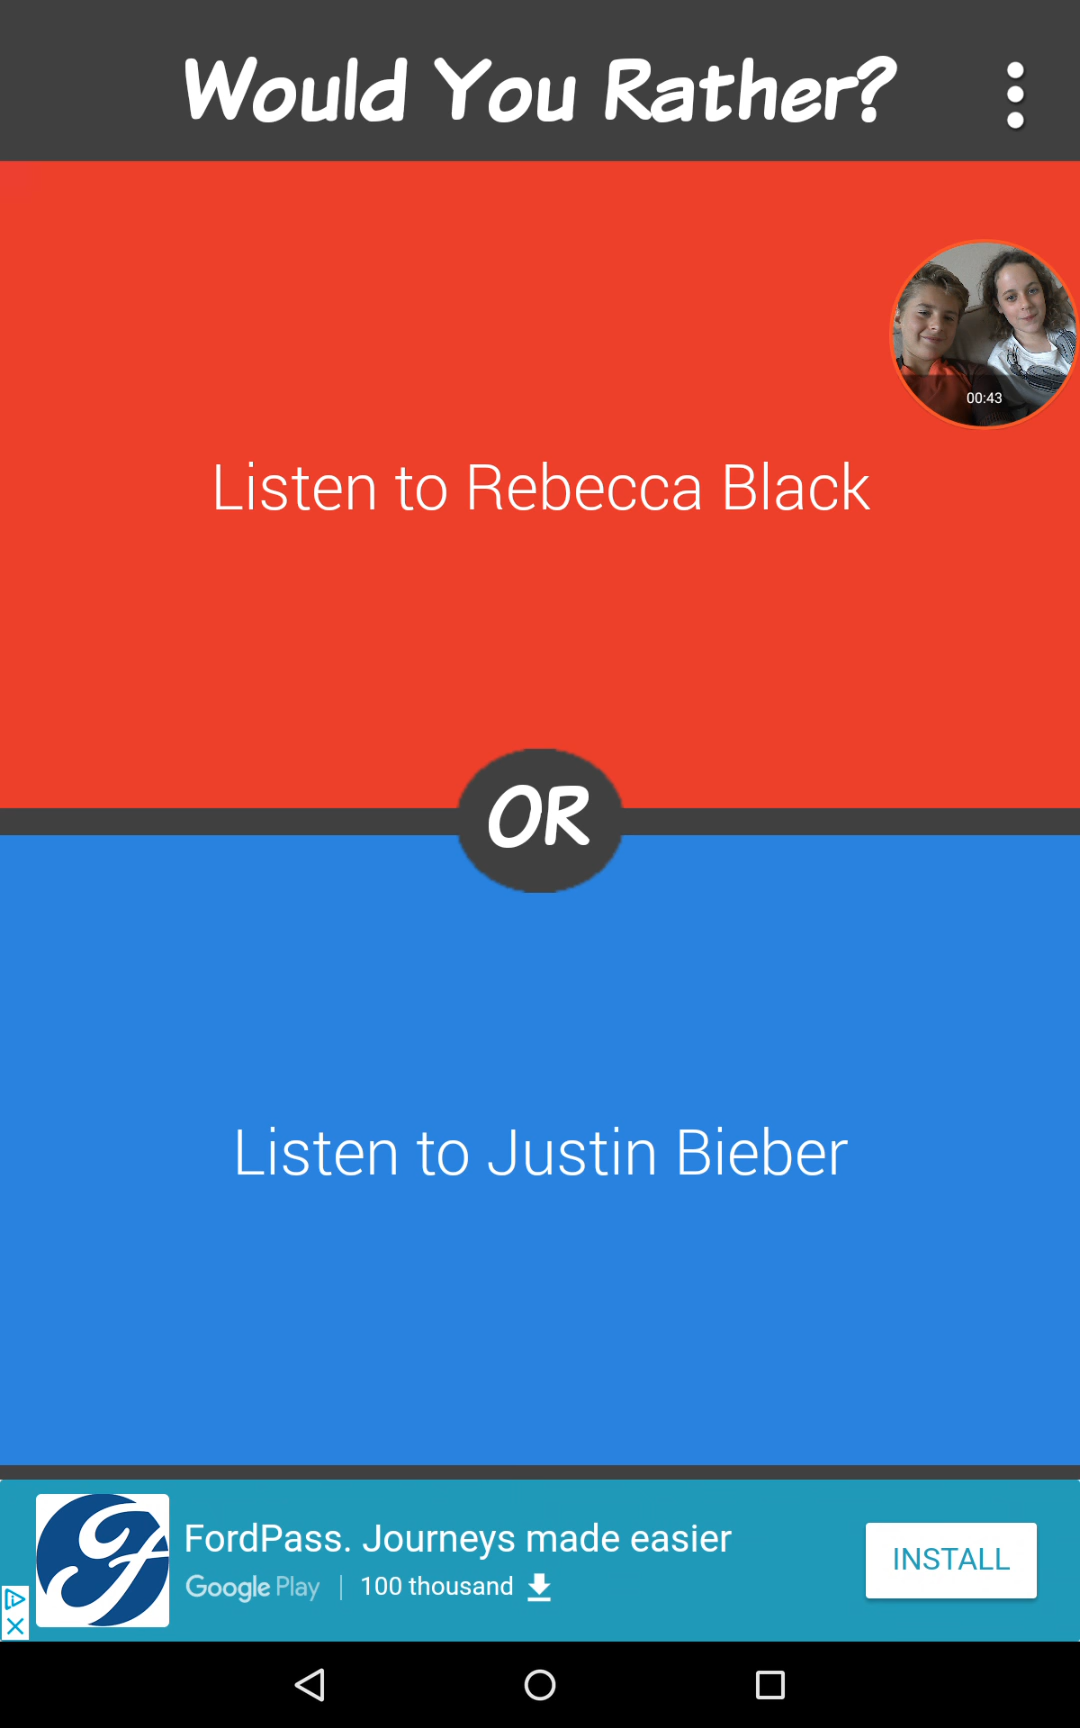 Would You Rather?
00:43
Listen to Rebecca Black
OR
Listen to Justin Bieber
FordPass. Journeys made easier
Google Play | 100 thousand
INSTALL